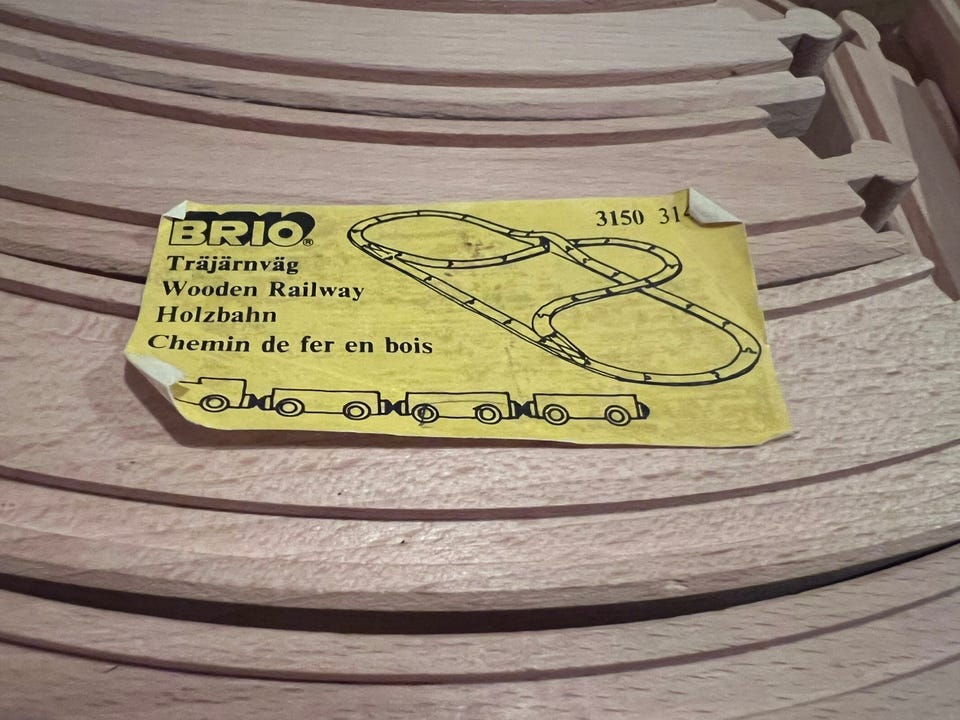 BRIO®
Träjärnväg
Wooden Railway
Holzbahn
Chemin de fer en bois
3150